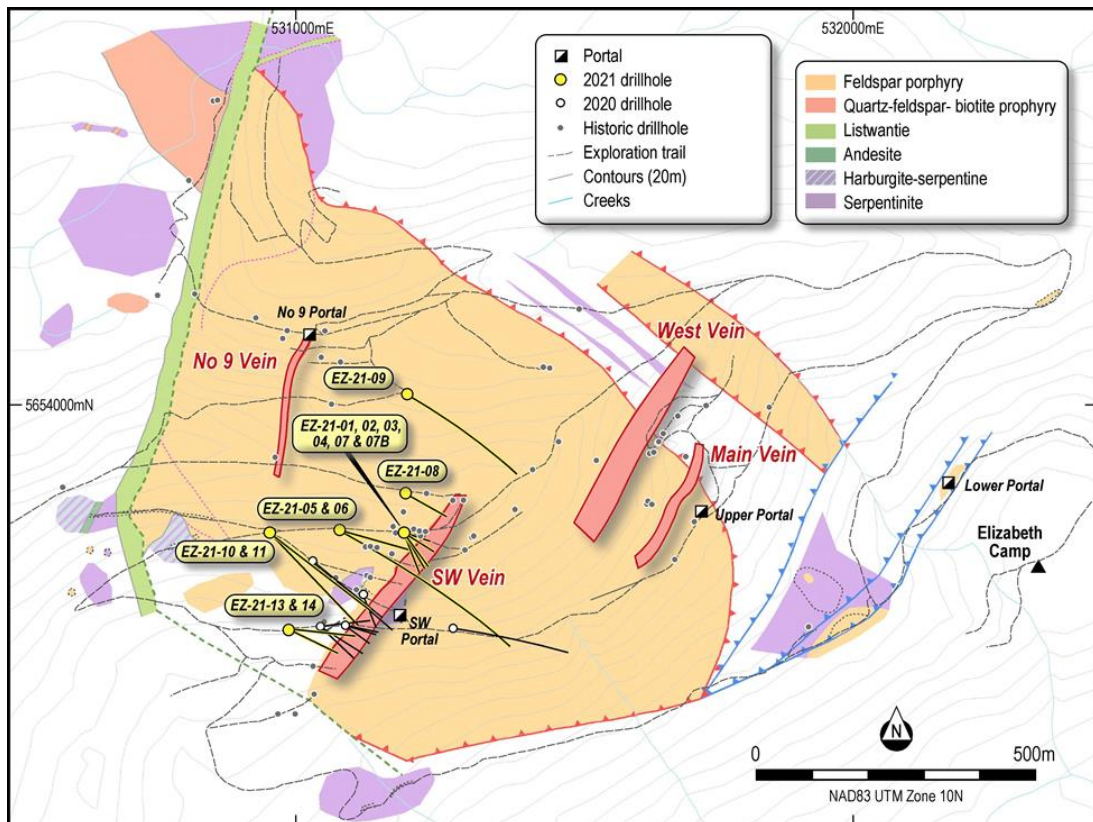 531000mE
532000mE
Portal
2021 drillhole
2020 drillhole
Historic drillhole
Exploration trail
Contours (20m)
Creeks
Feldspar porphyry
Quartz-feldspar- biotite prophyry
Listwantie
Andesite
Harburgite-serpentine
Serpentinite
No 9 Portal
West Vein
No 9 Vein
EZ-21-09
5654000mN
EZ-21-01, 02, 03,
04, 07 & 07B
Main Vein
EZ-21-08
Lower Portal
EZ-21-05 & 06
Upper Portal
Elizabeth
Camp
EZ-21-10 & 11
SW Vein
EZ-21-13 & 14
SW
Portal
N
0
500m
NAD83 UTM Zone 10N